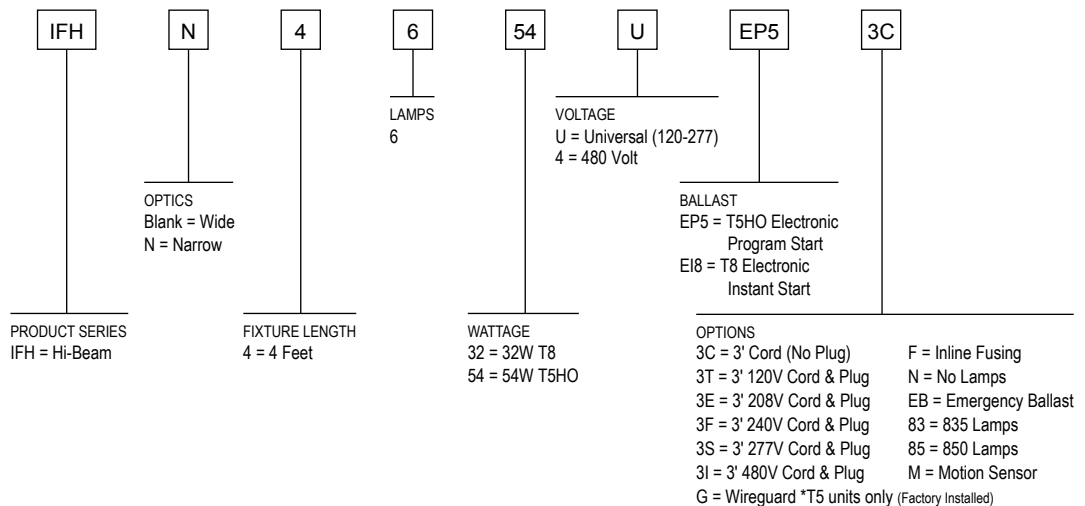 IFH N 4 6 54 U EP5 3C
LAMPS
6
VOLTAGE
U = Universal (120-277)
4 = 480 Volt
OPTICS
Blank = Wide
N = Narrow
BALLAST
EP5 = T5HO Electronic
Program Start
EI8 = T8 Electronic
Instant Start
PRODUCT SERIES
IFH = Hi-Beam
FIXTURE LENGTH
4 = 4 Feet
WATTAGE
32 = 32W T8
54 = 54W T5HO
OPTIONS
3C = 3' Cord (No Plug)
3T = 3' 120V Cord & Plug
3E = 3' 208V Cord & Plug
3F = 3' 240V Cord & Plug
3S = 3' 277V Cord & Plug
3I = 3' 480V Cord & Plug
G = Wireguard *T5 units only (Factory Installed)
F = Inline Fusing
N = No Lamps
EB = Emergency Ballast
83 = 835 Lamps
85 = 850 Lamps
M = Motion Sensor